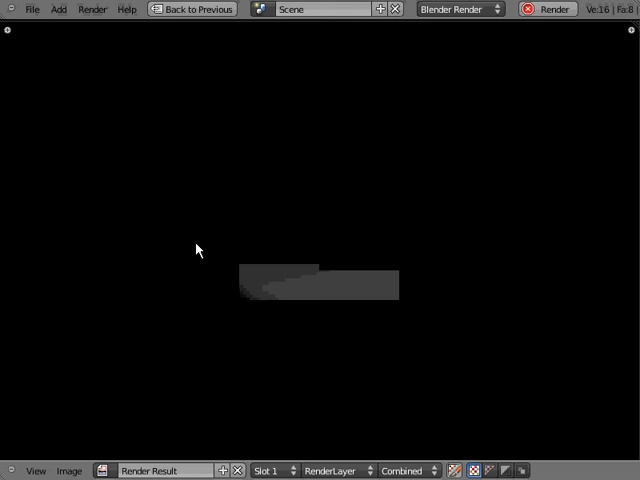 File Add Render Help Back to Previous Scene Blender Render Render Ve:16 | Fa:8 |
View Image Render Result Slot 1 RenderLayer Combined